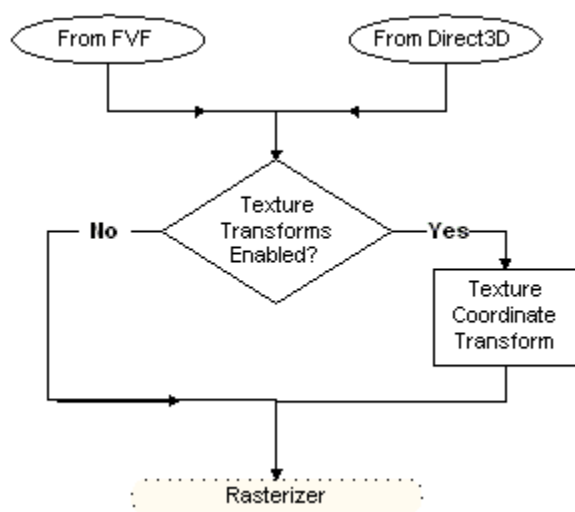 From FVF
From Direct3D
Texture
Transforms
Enabled?
No
Yes
Texture
Coordinate
Transform
Rasterizer